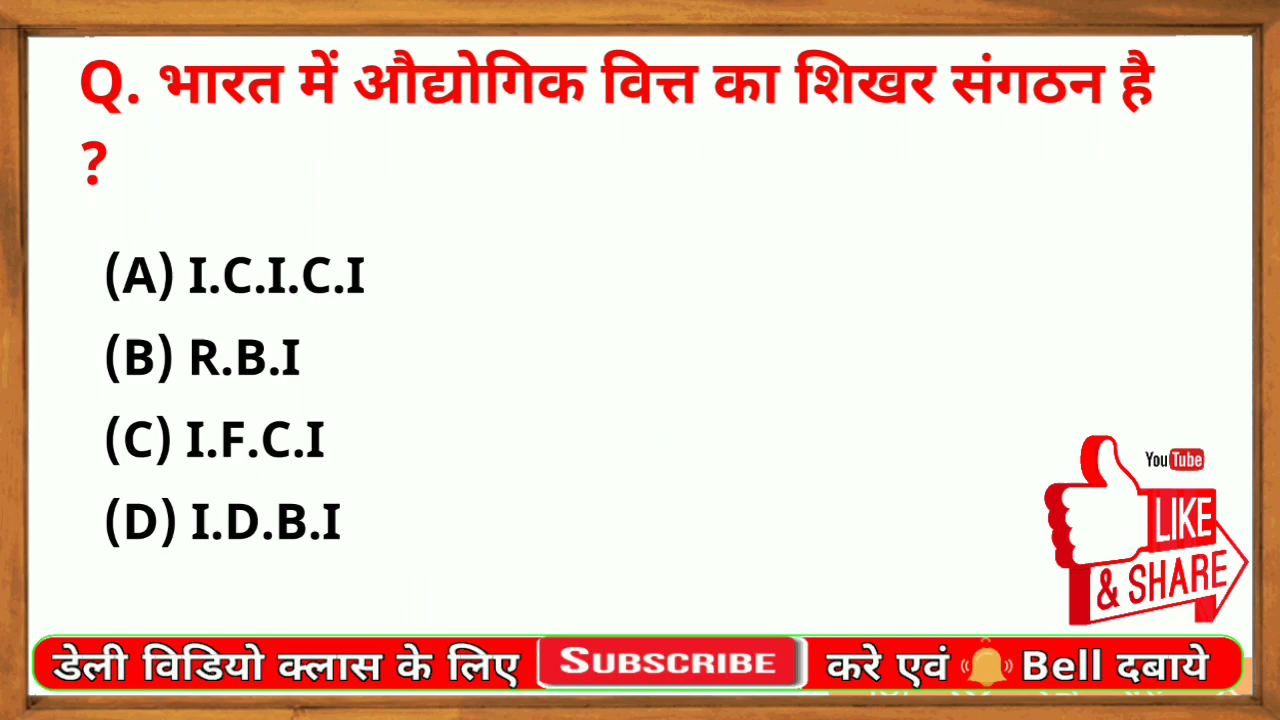 Q. भारत में औद्योगिक वित्त का शिखर संगठन है
?
(A) I.C.I.C.I
(B) R.B.I
(C) I.F.C.I
(D) I.D.B.I
YouTube
LIKE
& SHARE
डेली विडियो क्लास के लिए SUBSCRIBE करे एवं Bell दबाये